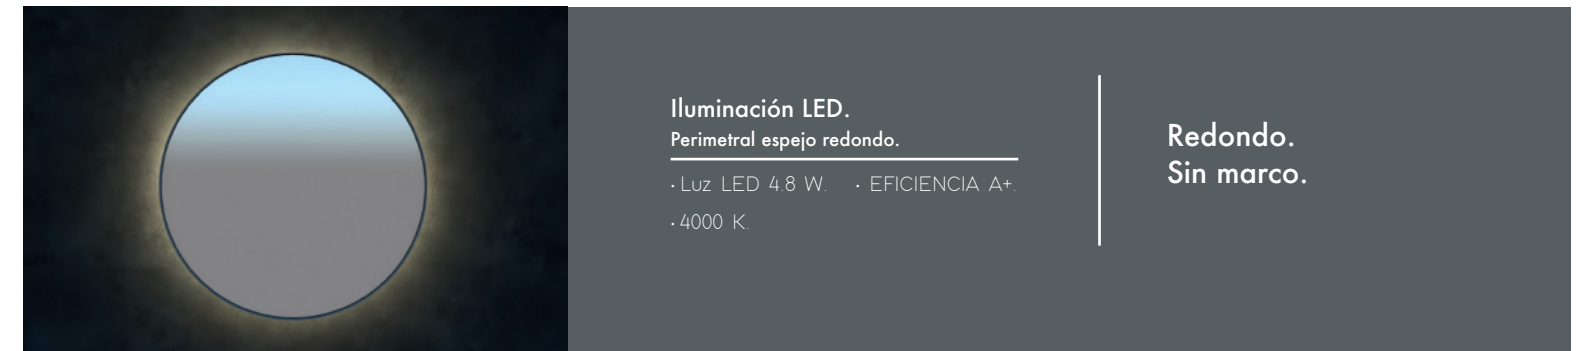 Iluminación LED.
Perimetral espejo redondo.
· Luz LED 4.8 W. · EFICIENCIA A+.
· 4000 K.
Redondo.
Sin marco.